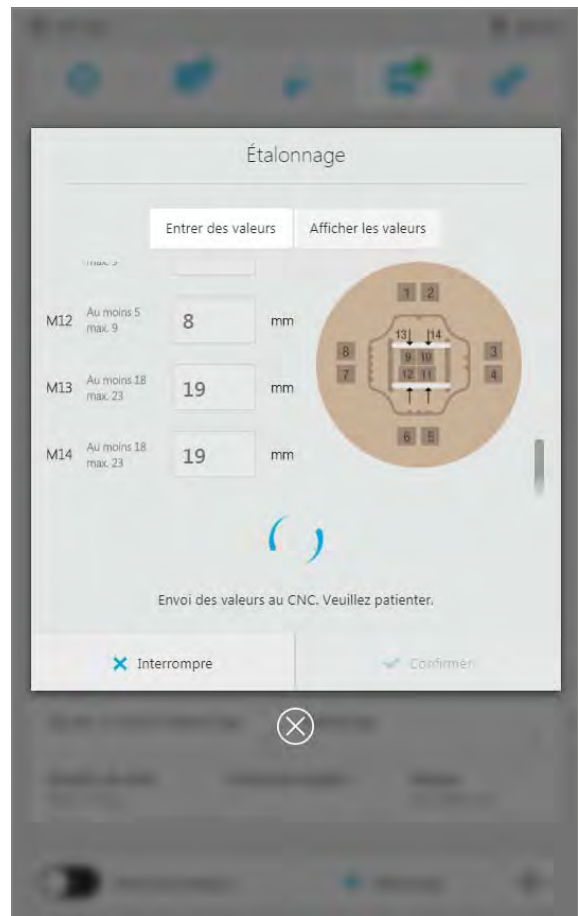 Étalonnage
Entrer des valeurs Afficher les valeurs
M12 Au moins 5 max. 9 8 mm
M13 Au moins 18 max. 23 19 mm
M14 Au moins 18 max. 23 19 mm
1 2
13 14
8 9 10 3
7 12 11 4
6 5
Envoi des valeurs au CNC. Veuillez patienter.
Interrompre Confirmer